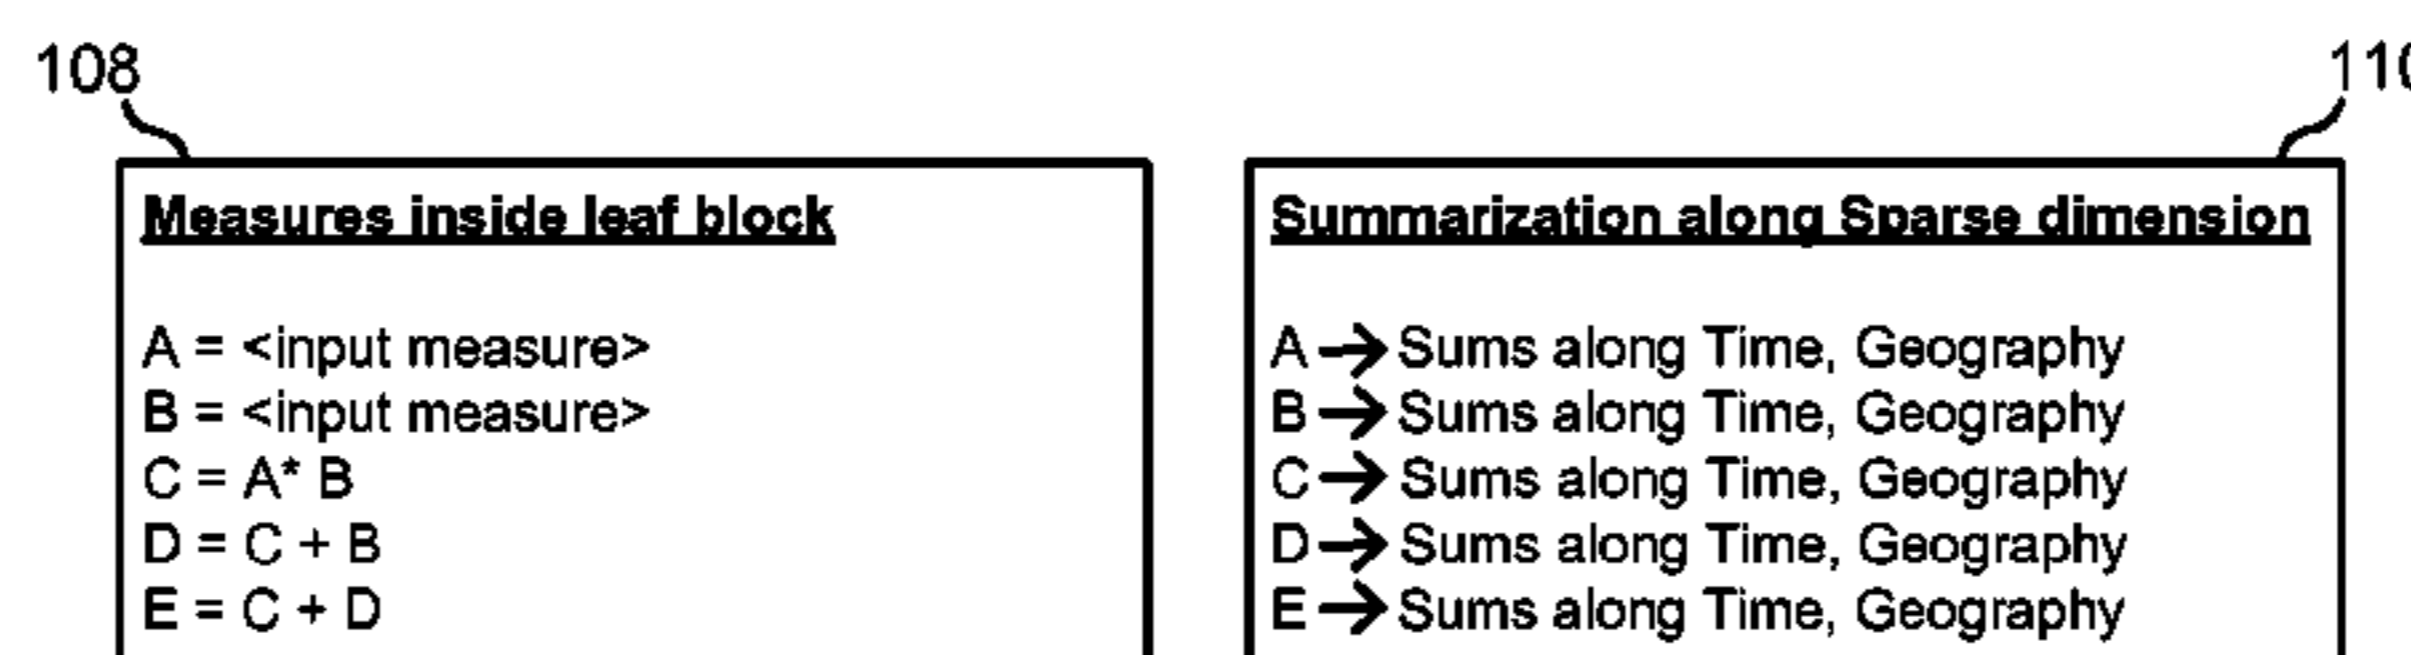 108
110
Measures inside leaf block
A = <input measure>
B = <input measure>
C = A* B
D = C + B
E = C + D
Summarization along Sparse dimension
A → Sums along Time, Geography
B → Sums along Time, Geography
C → Sums along Time, Geography
D → Sums along Time, Geography
E → Sums along Time, Geography